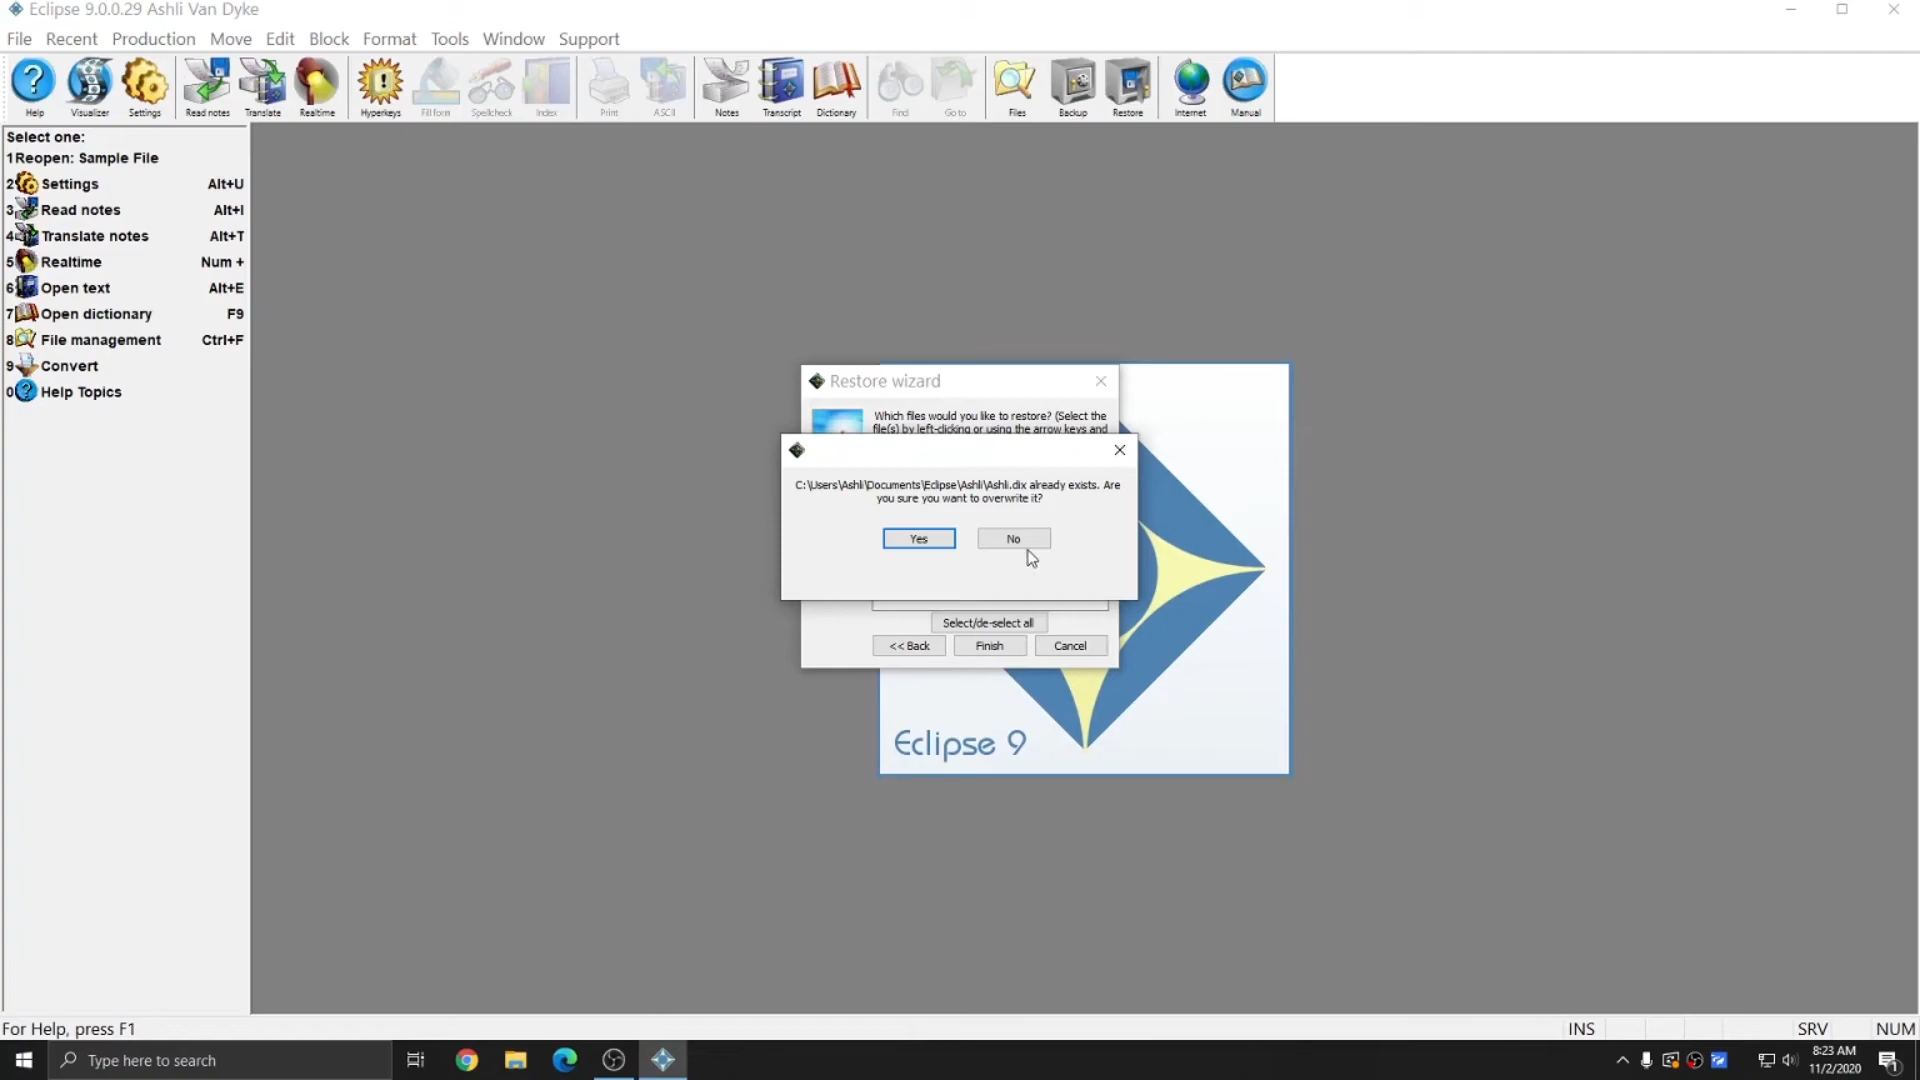 Eclipse 9.0.0.29 Ashli Van Dyke
File Recent Production Move Edit Block Format Tools Window Support
Help Visualizer Settings Read notes Translate Realtime Hyperkeys Fill form Spellcheck Index Print ASCII Notes Transcript Dictionary Find Go to Files Backup Restore Internet Manual
Select one:
1 Reopen: Sample File
2 Settings Alt+U
3 Read notes Alt+I
4 Translate notes Alt+T
5 Realtime Num +
6 Open text Alt+E
7 Open dictionary F9
8 File management Ctrl+F
9 Convert
0 Help Topics
Restore wizard
Which files would you like to restore? (Select the
file(s) by left-clicking or using the arrow keys and
C:\Users\Ashli\Documents\Eclipse\Ashli\Ashli.dix already exists. Are
you sure you want to overwrite it?
Yes No
Select/de-select all
<< Back Finish Cancel
Eclipse 9
For Help, press F1
INS SRV NUM
Type here to search
8:23 AM
11/2/2020
1